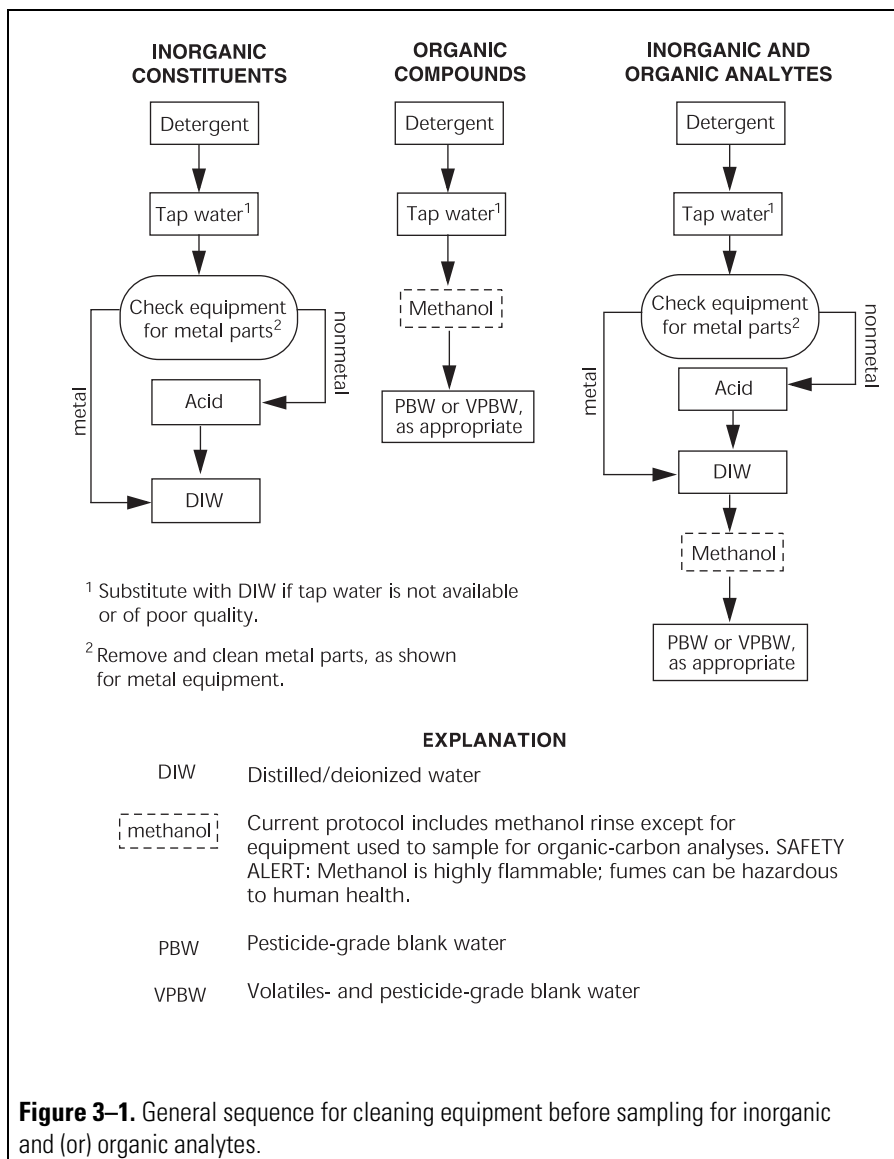 INORGANIC
CONSTITUENTS
Detergent
Tap water¹
Check equipment
for metal parts²
metal
nonmetal
Acid
DIW
ORGANIC
COMPOUNDS
Detergent
Tap water¹
Methanol
PBW or VPBW,
as appropriate
INORGANIC AND
ORGANIC ANALYTES
Detergent
Tap water¹
Check equipment
for metal parts²
metal
nonmetal
Acid
DIW
Methanol
PBW or VPBW,
as appropriate
¹ Substitute with DIW if tap water is not available
or of poor quality.
² Remove and clean metal parts, as shown
for metal equipment.
EXPLANATION
DIW Distilled/deionized water
methanol Current protocol includes methanol rinse except for
equipment used to sample for organic-carbon analyses. SAFETY
ALERT: Methanol is highly flammable; fumes can be hazardous
to human health.
PBW Pesticide-grade blank water
VPBW Volatiles- and pesticide-grade blank water
Figure 3–1. General sequence for cleaning equipment before sampling for inorganic
and (or) organic analytes.